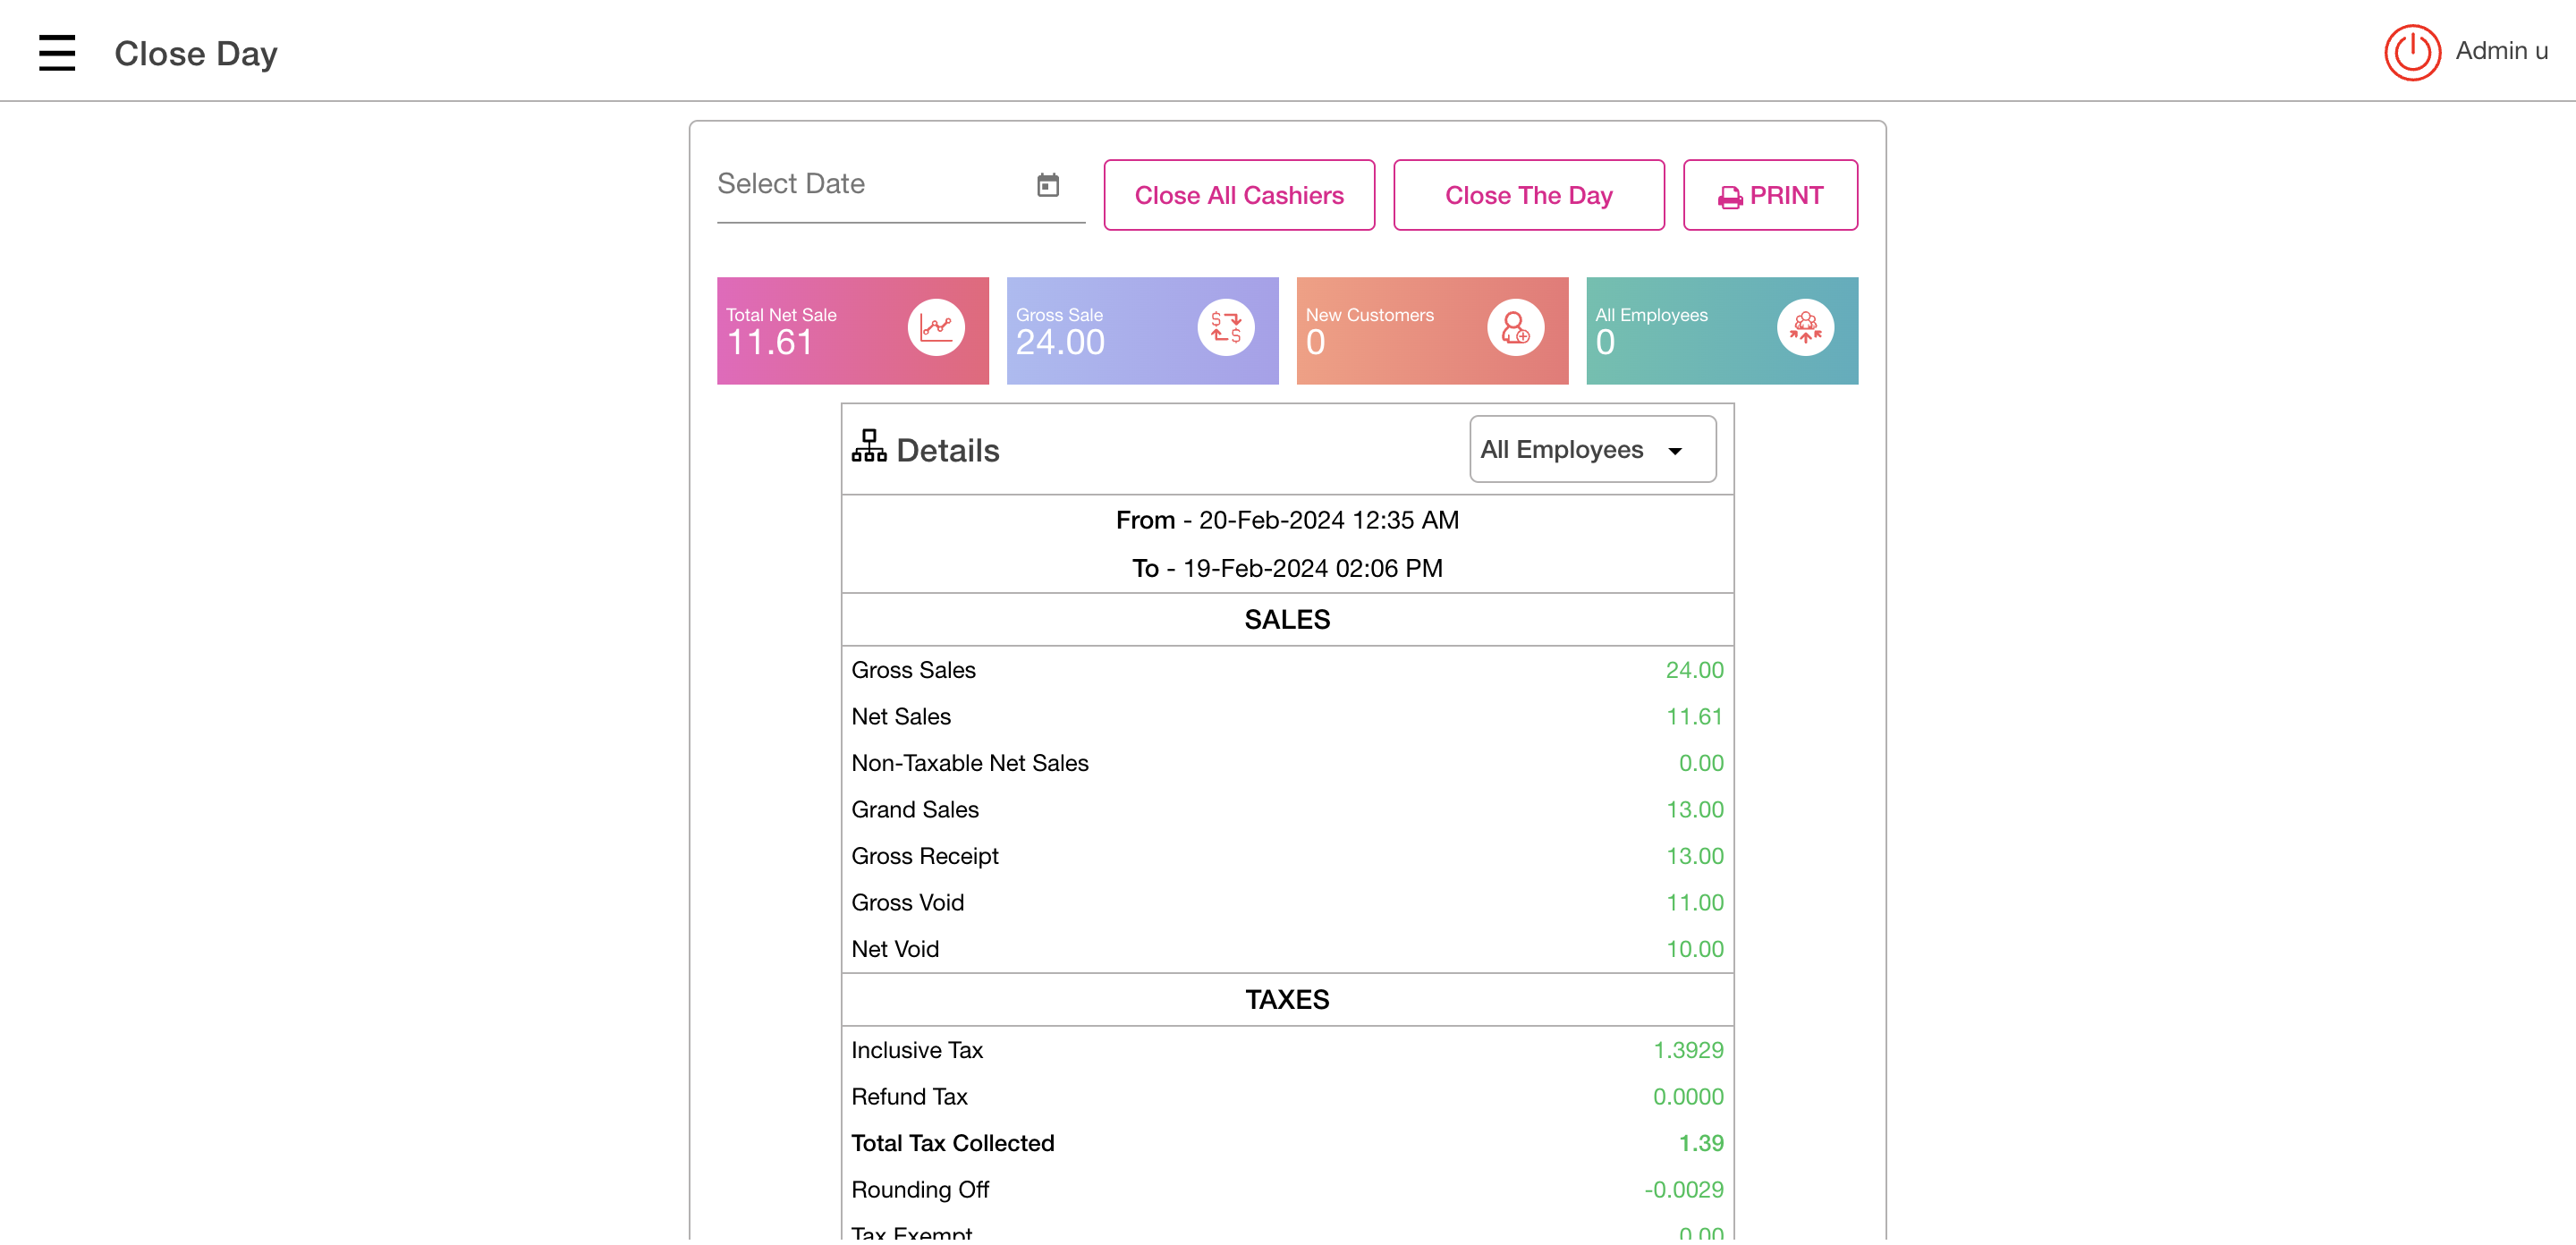 Close Day
Admin u
Select Date
Close All Cashiers
Close The Day
PRINT
Total Net Sale
11.61
Gross Sale
24.00
New Customers
0
All Employees
0
Details
All Employees
From - 20-Feb-2024 12:35 AM
To - 19-Feb-2024 02:06 PM
SALES
Gross Sales 24.00
Net Sales 11.61
Non-Taxable Net Sales 0.00
Grand Sales 13.00
Gross Receipt 13.00
Gross Void 11.00
Net Void 10.00
TAXES
Inclusive Tax 1.3929
Refund Tax 0.0000
Total Tax Collected 1.39
Rounding Off -0.0029
Tax Exempt 0.00